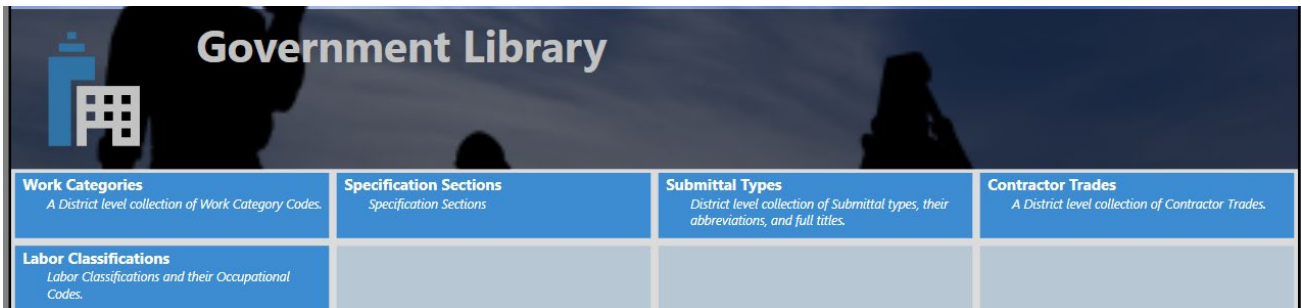 Government Library
Work Categories
A District level collection of Work Category Codes.
Specification Sections
Specification Sections
Submittal Types
District level collection of Submittal types, their
abbreviations, and full titles.
Contractor Trades
A District level collection of Contractor Trades.
Labor Classifications
Labor Classifications and their Occupational
Codes.